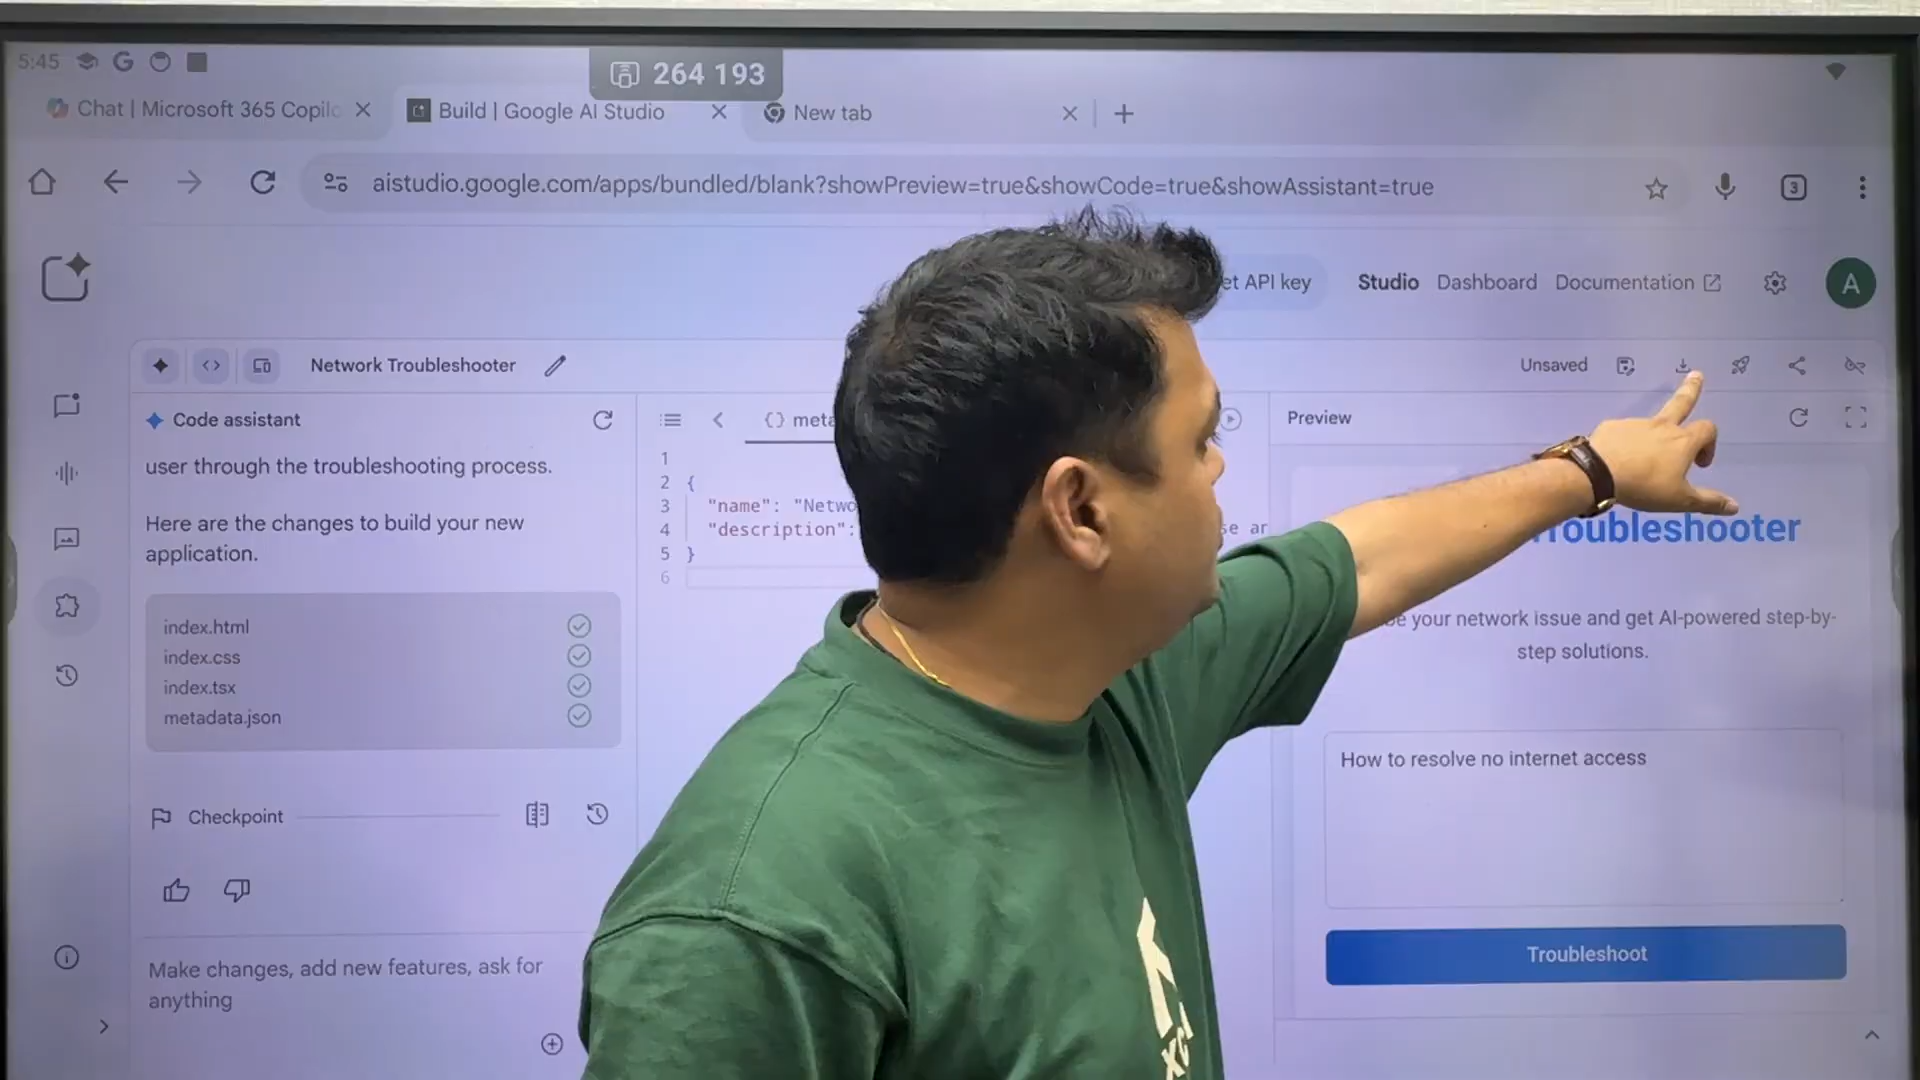 5:45
264 193
Chat | Microsoft 365 Copilo
Build | Google AI Studio
New tab
aistudio.google.com/apps/bundled/blank?showPreview=true&showCode=true&showAssistant=true
3
et API key
Studio
Dashboard
Documentation
A
Network Troubleshooter
Unsaved
Code assistant
user through the troubleshooting process.
Here are the changes to build your new
application.
index.html
index.css
index.tsx
metadata.json
Checkpoint
Make changes, add new features, ask for
anything
{} meta
1
2 {
3 "name": "Netwo
4 "description":
5 }
6
se ar
Preview
Troubleshooter
be your network issue and get AI-powered step-by-
step solutions.
How to resolve no internet access
Troubleshoot